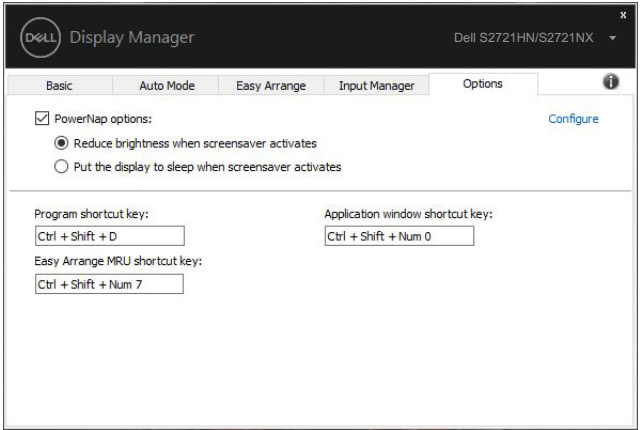 x
DELL
Display Manager
Dell S2721HN/S2721NX
Basic
Auto Mode
Easy Arrange
Input Manager
Options
i
PowerNap options:
Configure
Reduce brightness when screensaver activates
Put the display to sleep when screensaver activates
Program shortcut key:
Application window shortcut key:
Ctrl + Shift + D
Ctrl + Shift + Num 0
Easy Arrange MRU shortcut key:
Ctrl + Shift + Num 7